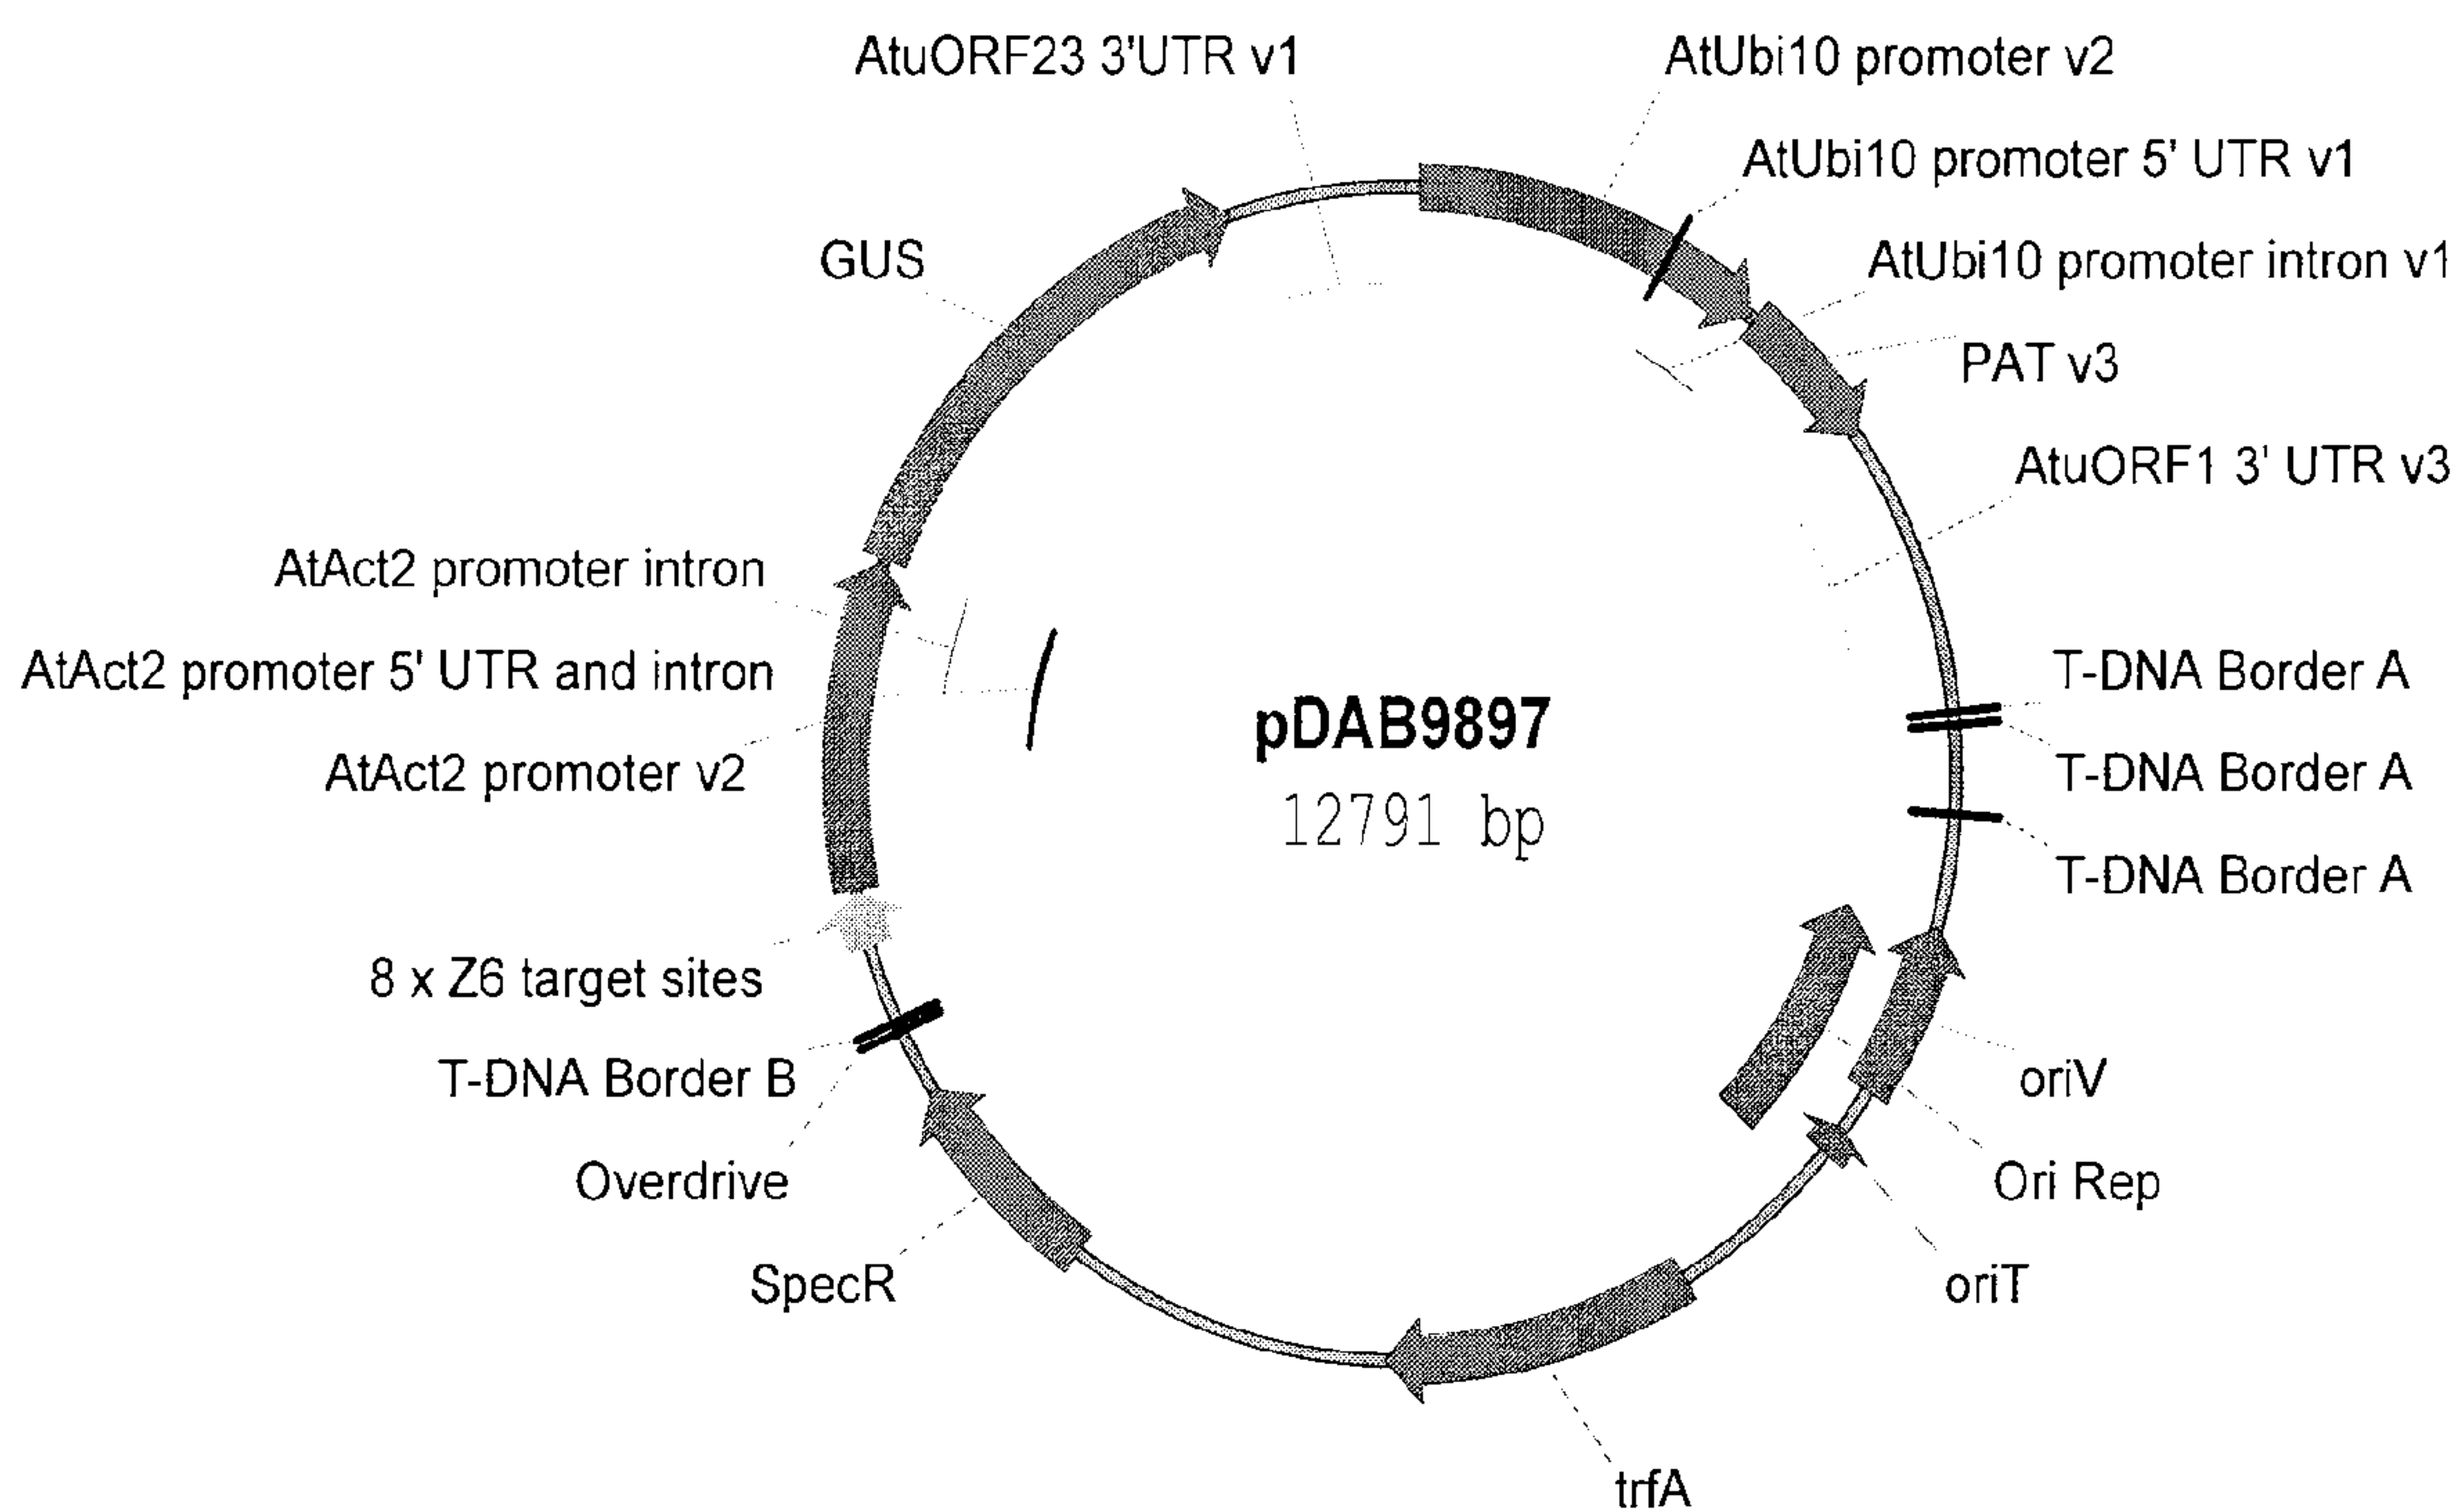 AtuORF23 3'UTR v1
AtUbi10 promoter v2
AtUbi10 promoter 5' UTR v1
GUS
AtUbi10 promoter intron v1
PAT v3
AtuORF1 3' UTR v3
AtAct2 promoter intron
AtAct2 promoter 5' UTR and intron
T-DNA Border A
pDAB9897
AtAct2 promoter v2
T-DNA Border A
12791 bp
T-DNA Border A
8 x Z6 target sites
T-DNA Border B
oriV
Overdrive
Ori Rep
SpecR
oriT
trfA